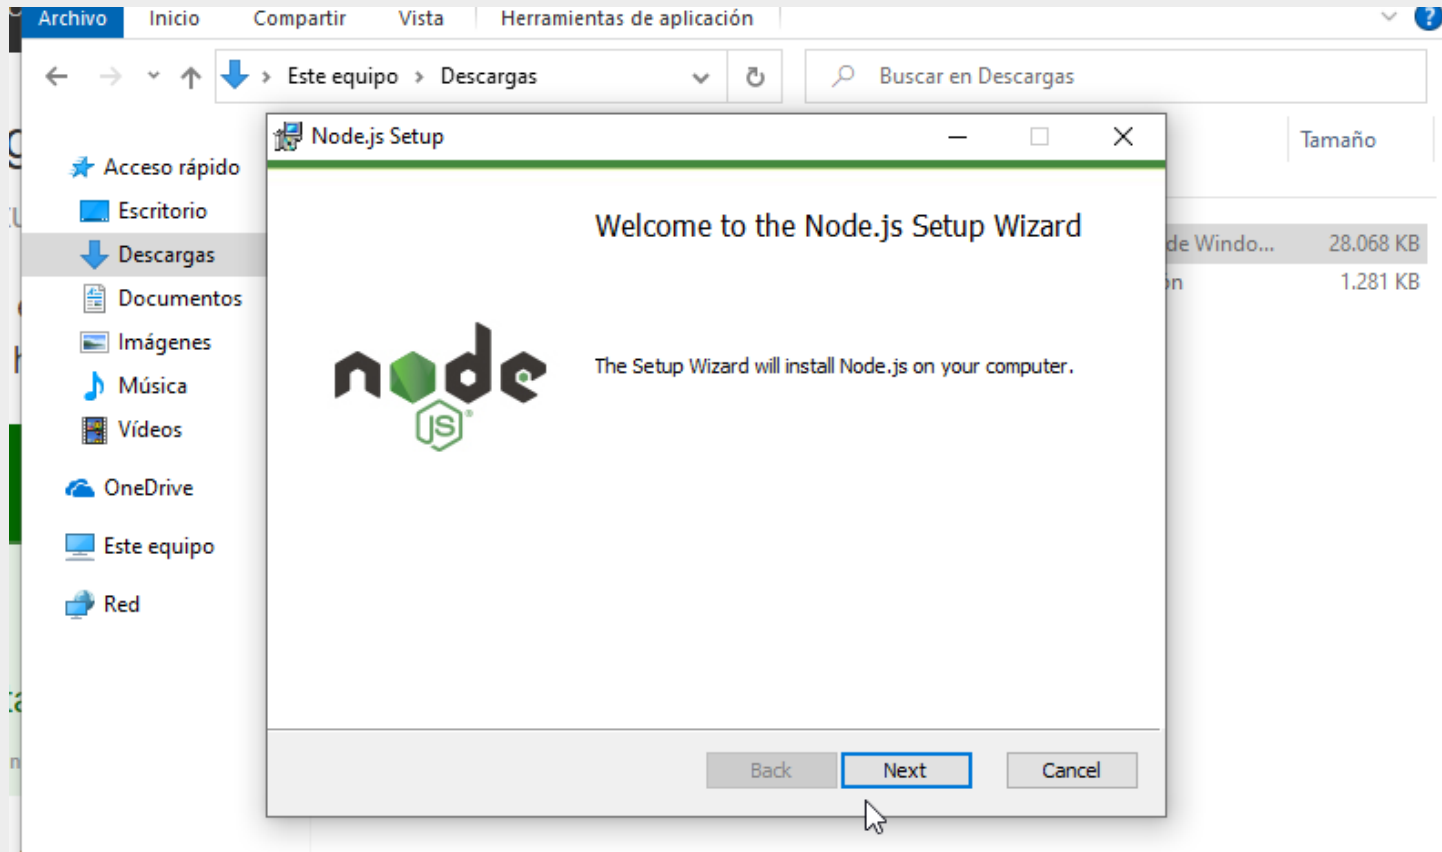 Archivo Inicio Compartir Vista Herramientas de aplicación ?
Este equipo > Descargas Buscar en Descargas
Node.js Setup
Tamaño
Acceso rápido
Escritorio
Descargas
Documentos
Imágenes
Música
Vídeos
OneDrive
Este equipo
Red
Welcome to the Node.js Setup Wizard
node
JS
The Setup Wizard will install Node.js on your computer.
de Windo... 28.068 KB
1.281 KB
Back Next Cancel